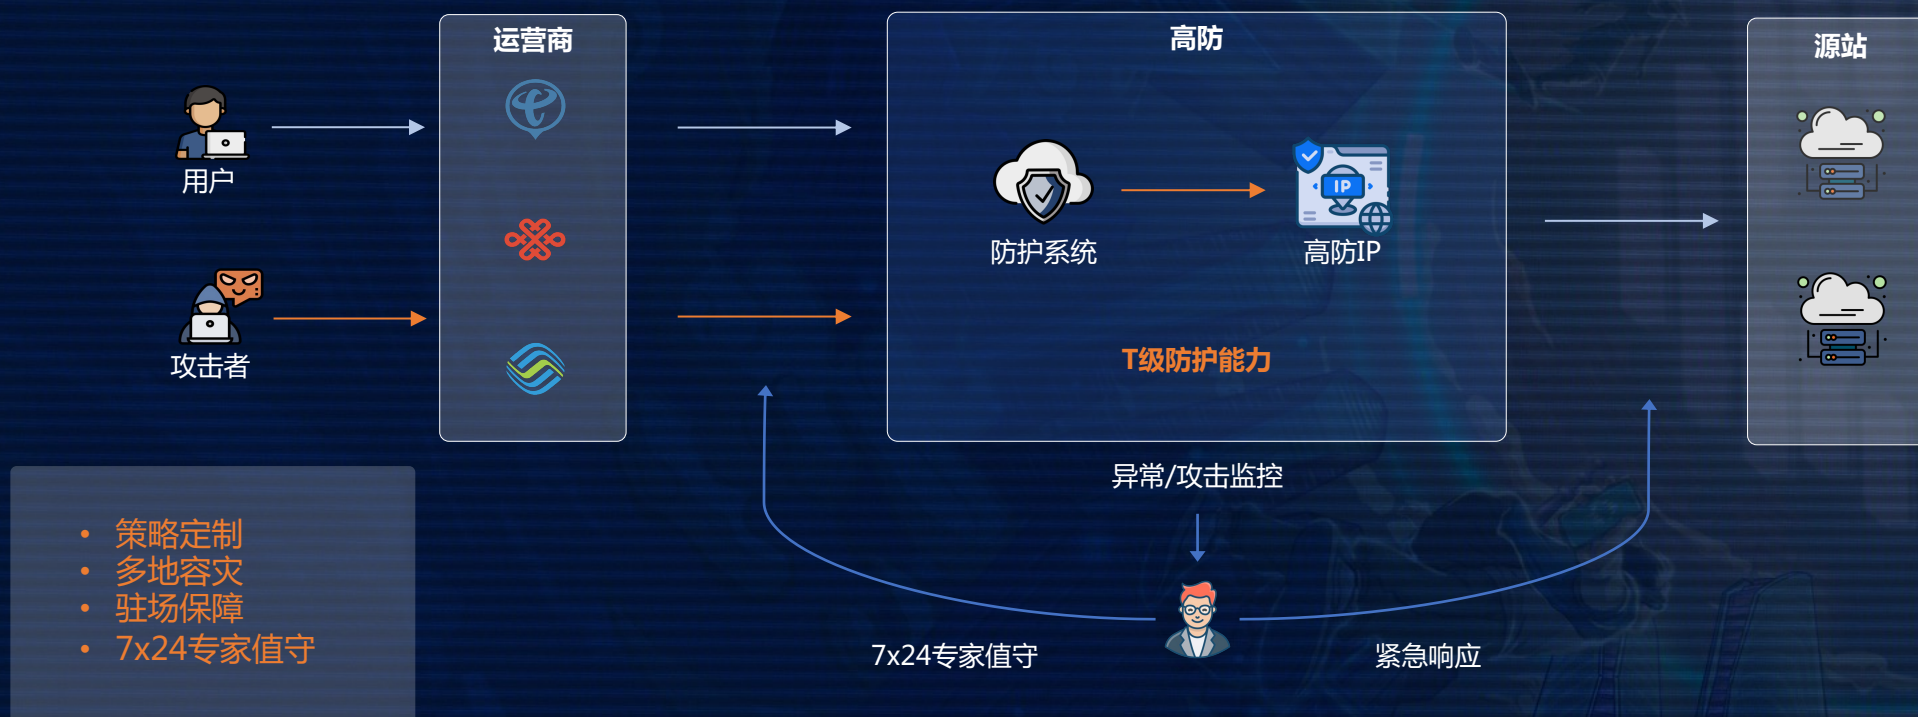 运营商
高防
源站
用户
IP
防护系统
高防IP
攻击者
T级防护能力
异常/攻击监控
• 策略定制
• 多地容灾
• 驻场保障
• 7x24专家值守
7x24专家值守
紧急响应